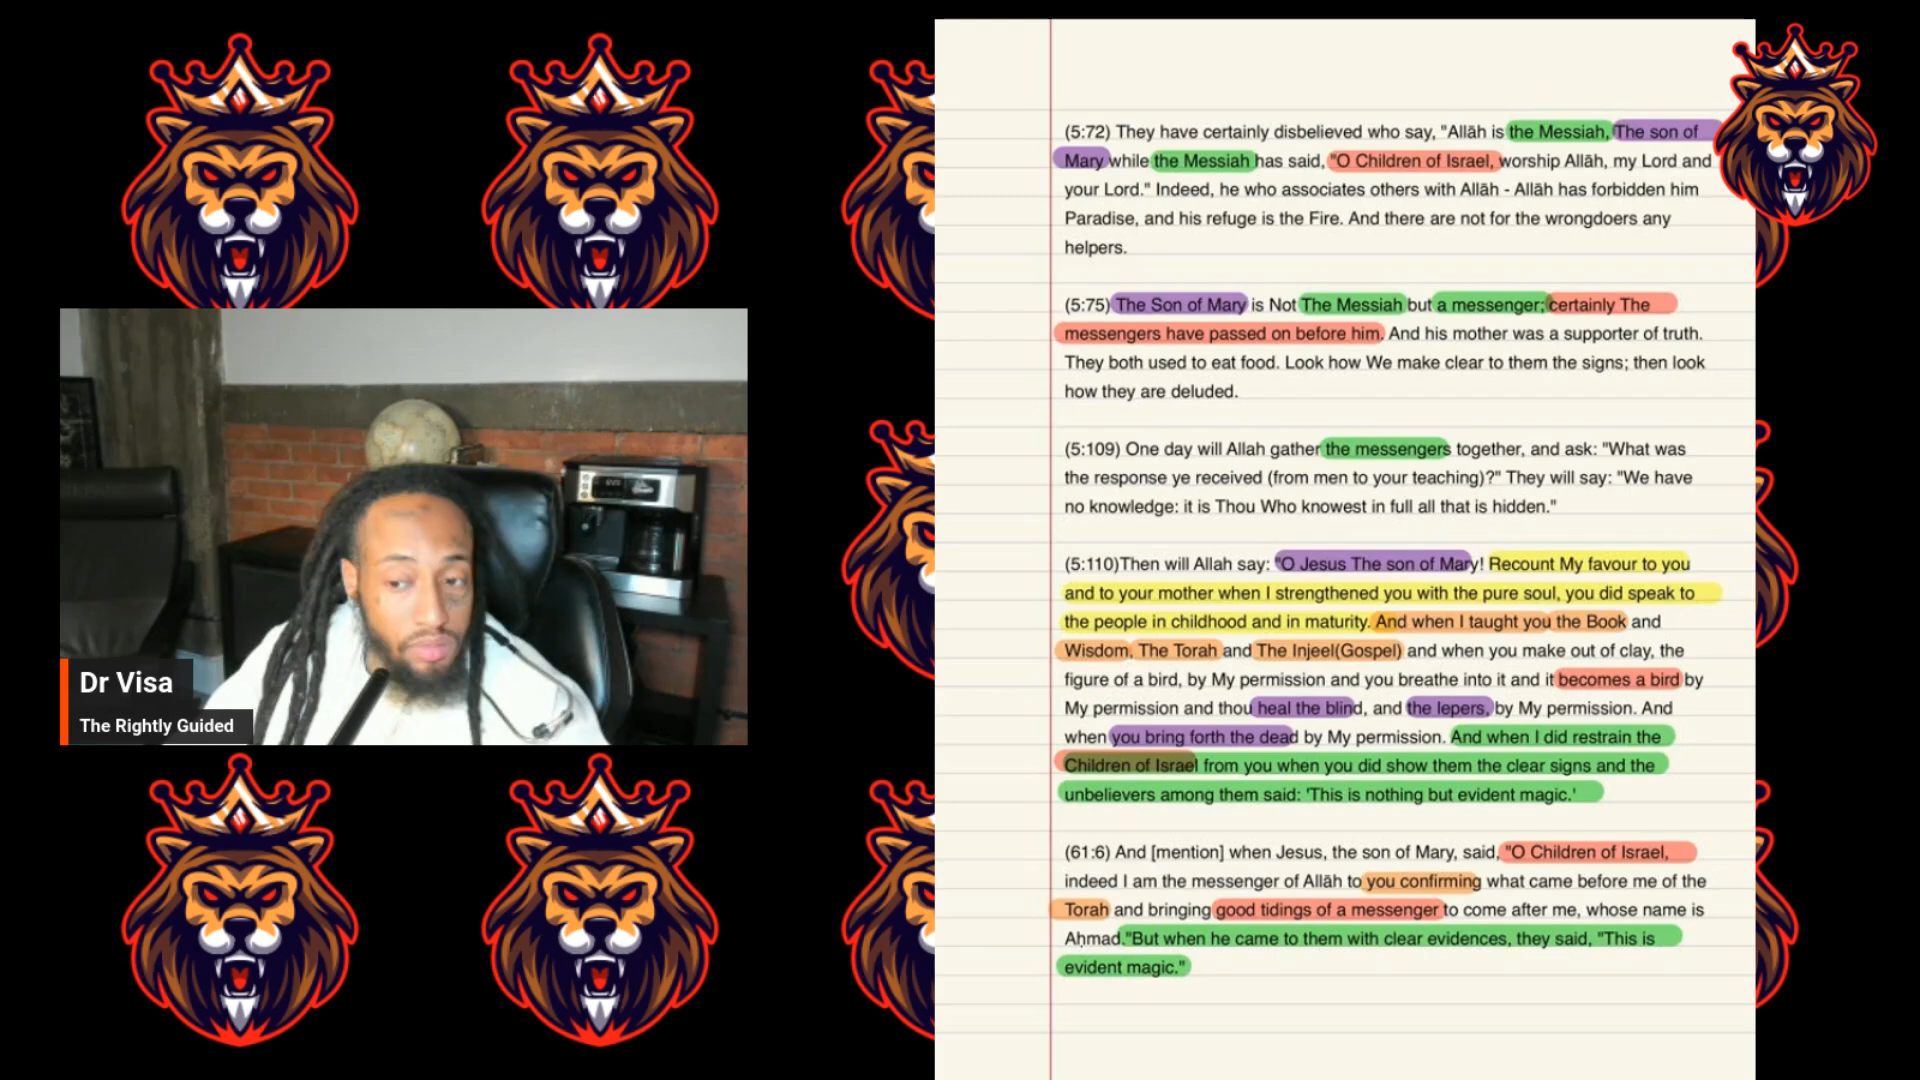 (5:72) They have certainly disbelieved who say, "Allāh is the Messiah, The son of
Mary while the Messiah has said, "O Children of Israel, worship Allāh, my Lord and
your Lord." Indeed, he who associates others with Allāh - Allāh has forbidden him
Paradise, and his refuge is the Fire. And there are not for the wrongdoers any
helpers.
(5:75) The Son of Mary is Not The Messiah but a messenger; certainly The
messengers have passed on before him. And his mother was a supporter of truth.
They both used to eat food. Look how We make clear to them the signs; then look
how they are deluded.
(5:109) One day will Allah gather the messengers together, and ask: "What was
the response ye received (from men to your teaching)?" They will say: "We have
no knowledge: it is Thou Who knowest in full all that is hidden."
(5:110)Then will Allah say: "O Jesus The son of Mary! Recount My favour to you
and to your mother when I strengthened you with the pure soul, you did speak to
the people in childhood and in maturity. And when I taught you the Book and
Wisdom, The Torah and The Injeel(Gospel) and when you make out of clay, the
figure of a bird, by My permission and you breathe into it and it becomes a bird by
My permission and thou heal the blind, and the lepers, by My permission. And
when you bring forth the dead by My permission. And when I did restrain the
Children of Israel from you when you did show them the clear signs and the
unbelievers among them said: 'This is nothing but evident magic.'
(61:6) And [mention] when Jesus, the son of Mary, said, "O Children of Israel,
indeed I am the messenger of Allāh to you confirming what came before me of the
Torah and bringing good tidings of a messenger to come after me, whose name is
Aḥmad."But when he came to them with clear evidences, they said, "This is
evident magic."
Dr Visa
The Rightly Guided